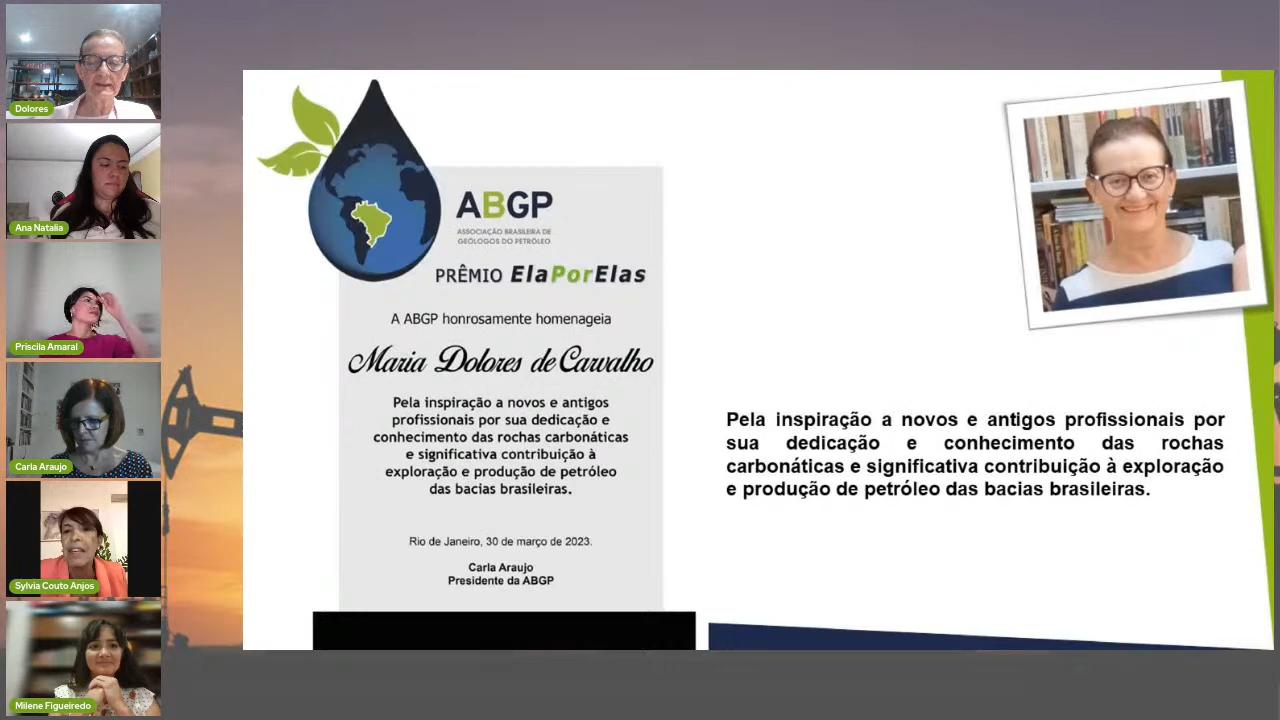 Dolores
Ana Natalia
Priscila Amaral
Carla Araujo
Sylvia Couto Anjos
Milene Figueiredo
ABGP
ASSOCIAÇÃO BRASILEIRA DE
GEÓLOGOS DO PETRÓLEO
PRÊMIO ElaPorElas
A ABGP honrosamente homenageia
Maria Dolores de Carvalho
Pela inspiração a novos e antigos
profissionais por sua dedicação e
conhecimento das rochas carbonáticas
e significativa contribuição à
exploração e produção de petróleo
das bacias brasileiras.
Rio de Janeiro, 30 de março de 2023.
Carla Araujo
Presidente da ABGP
Pela inspiração a novos e antigos profissionais por
sua dedicação e conhecimento das rochas
carbonáticas e significativa contribuição à exploração
e produção de petróleo das bacias brasileiras.